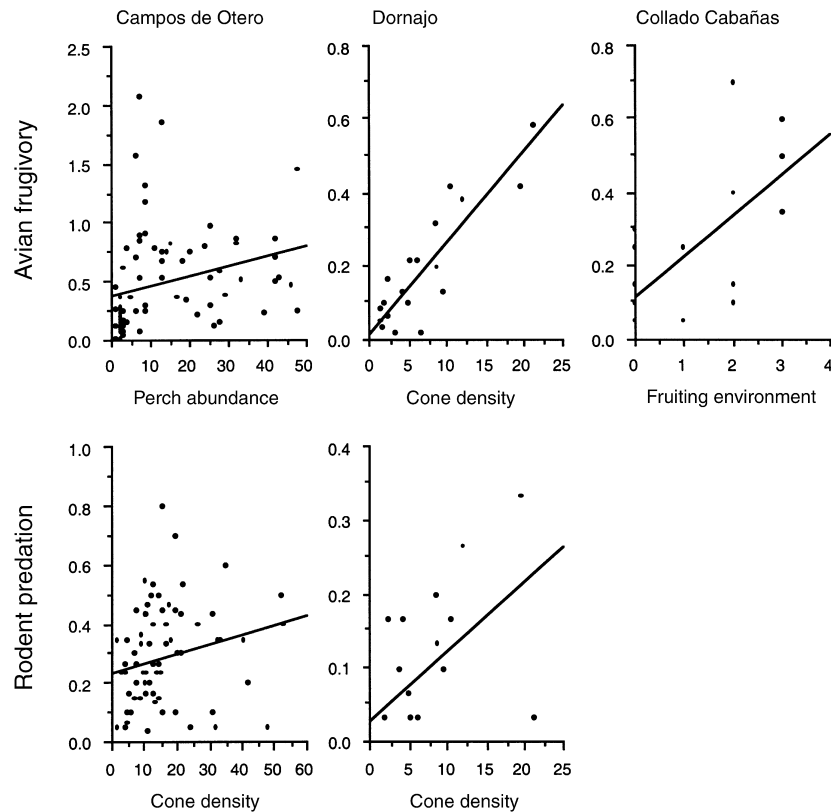 Campos de Otero
Dornajo
Collado Cabañas
Avian frugivory
2.5
2.0
1.5
1.0
0.5
0.0
0 10 20 30 40 50
Perch abundance
0.8
0.6
0.4
0.2
0.0
0 5 10 15 20 25
Cone density
0.8
0.6
0.4
0.2
0.0
0 1 2 3 4
Fruiting environment
Rodent predation
1.0
0.8
0.6
0.4
0.2
0.0
0 10 20 30 40 50 60
Cone density
0.4
0.3
0.2
0.1
0.0
0 5 10 15 20 25
Cone density